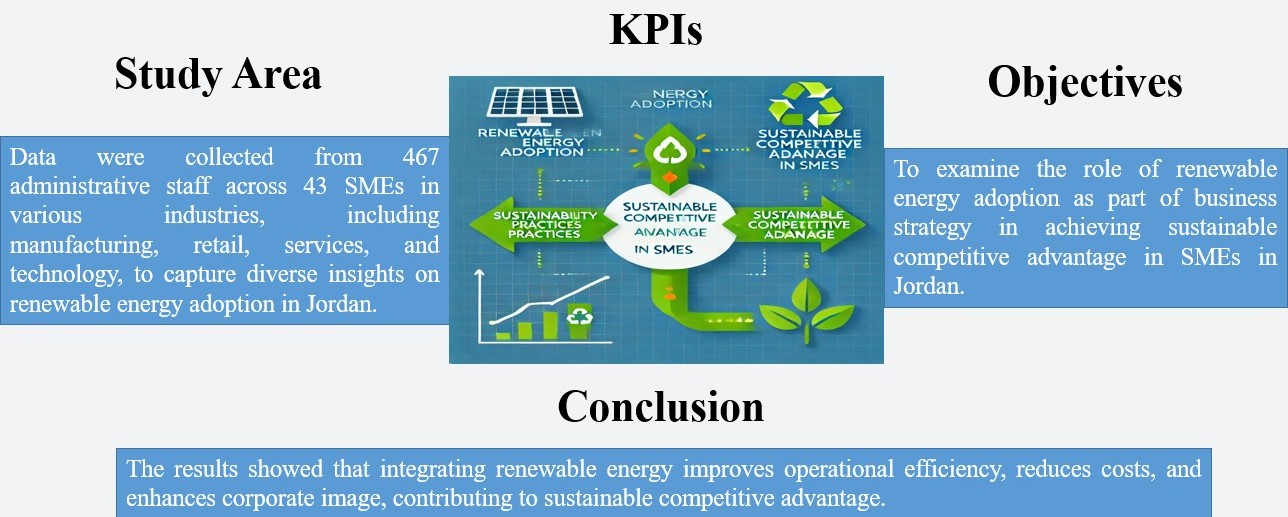 KPIs
Study Area
Objectives
Data were collected from 467
administrative staff across 43 SMEs in
various industries, including
manufacturing, retail, services, and
technology, to capture diverse insights on
renewable energy adoption in Jordan.
NERGY
ADOPTION
RENEWALE EN
ENERGY
ADOPTION
SUSTAINABLE
COMPETTIVE
ADANAGE
IN SMES
SUSTAINABILITY
PRACTICES
PRACTICES
SUSTAINABLE
COMPETTIVE
AIVANAGE
IN SMES
SUSTAINABLE
COMPETTTIVE
ADANAGE
To examine the role of renewable
energy adoption as part of business
strategy in achieving sustainable
competitive advantage in SMEs in
Jordan.
Conclusion
The results showed that integrating renewable energy improves operational efficiency, reduces costs, and
enhances corporate image, contributing to sustainable competitive advantage.